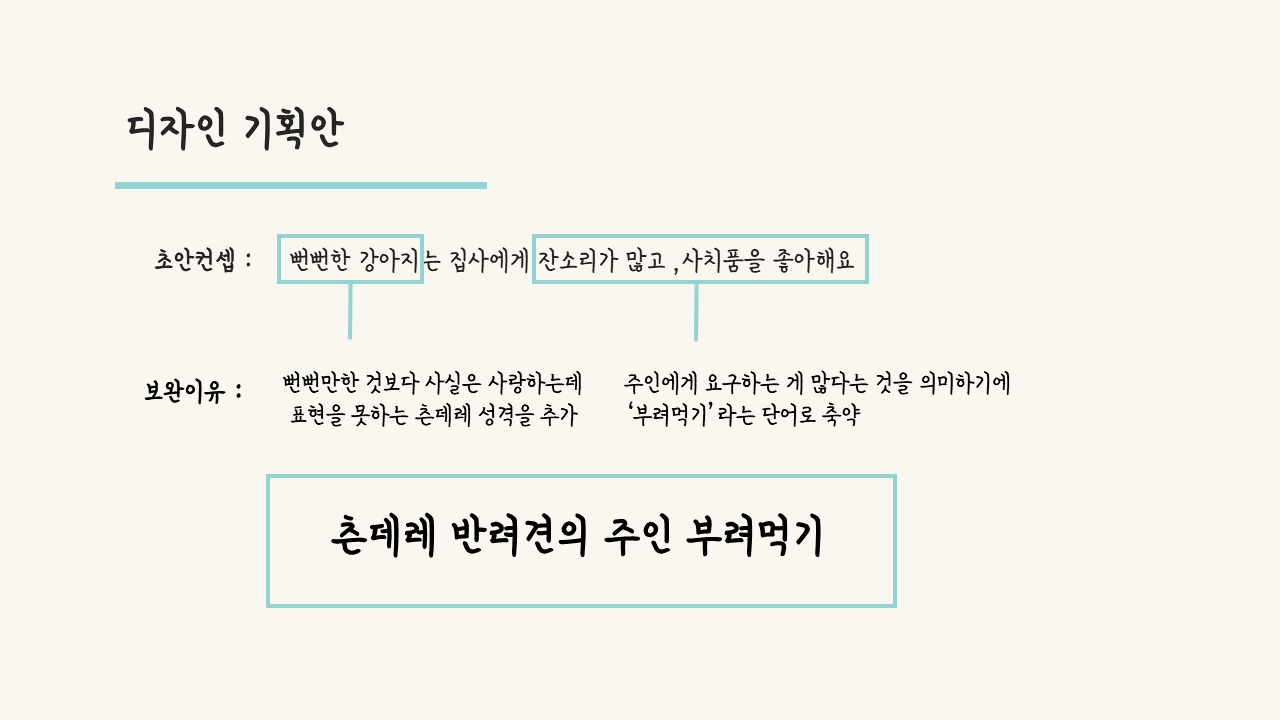 디자인 기획안
초안컨셉 : 뻔뻔한 강아지는 집사에게 잔소리가 많고 ,사치품을 좋아해요
보완이유 :
뻔뻔만한 것보다 사실은 사랑하는데
표현을 못하는 츤데레 성격을 추가
주인에게 요구하는 게 많다는 것을 의미하기에
‘부려먹기’라는 단어로 축약
츤데레 반려견의 주인 부려먹기